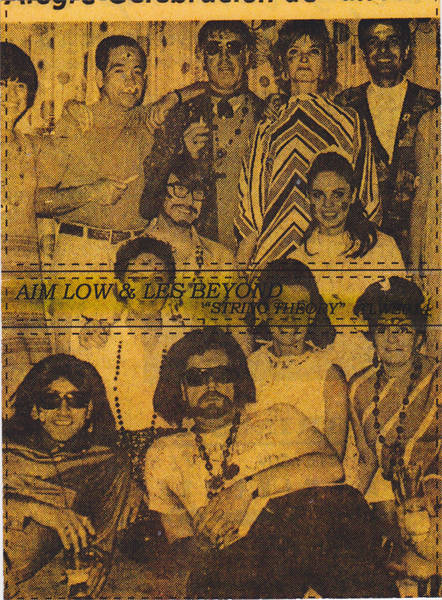 Alegre Celebración de
AIM LOW & LES BEYOND
"STRING THEORY"